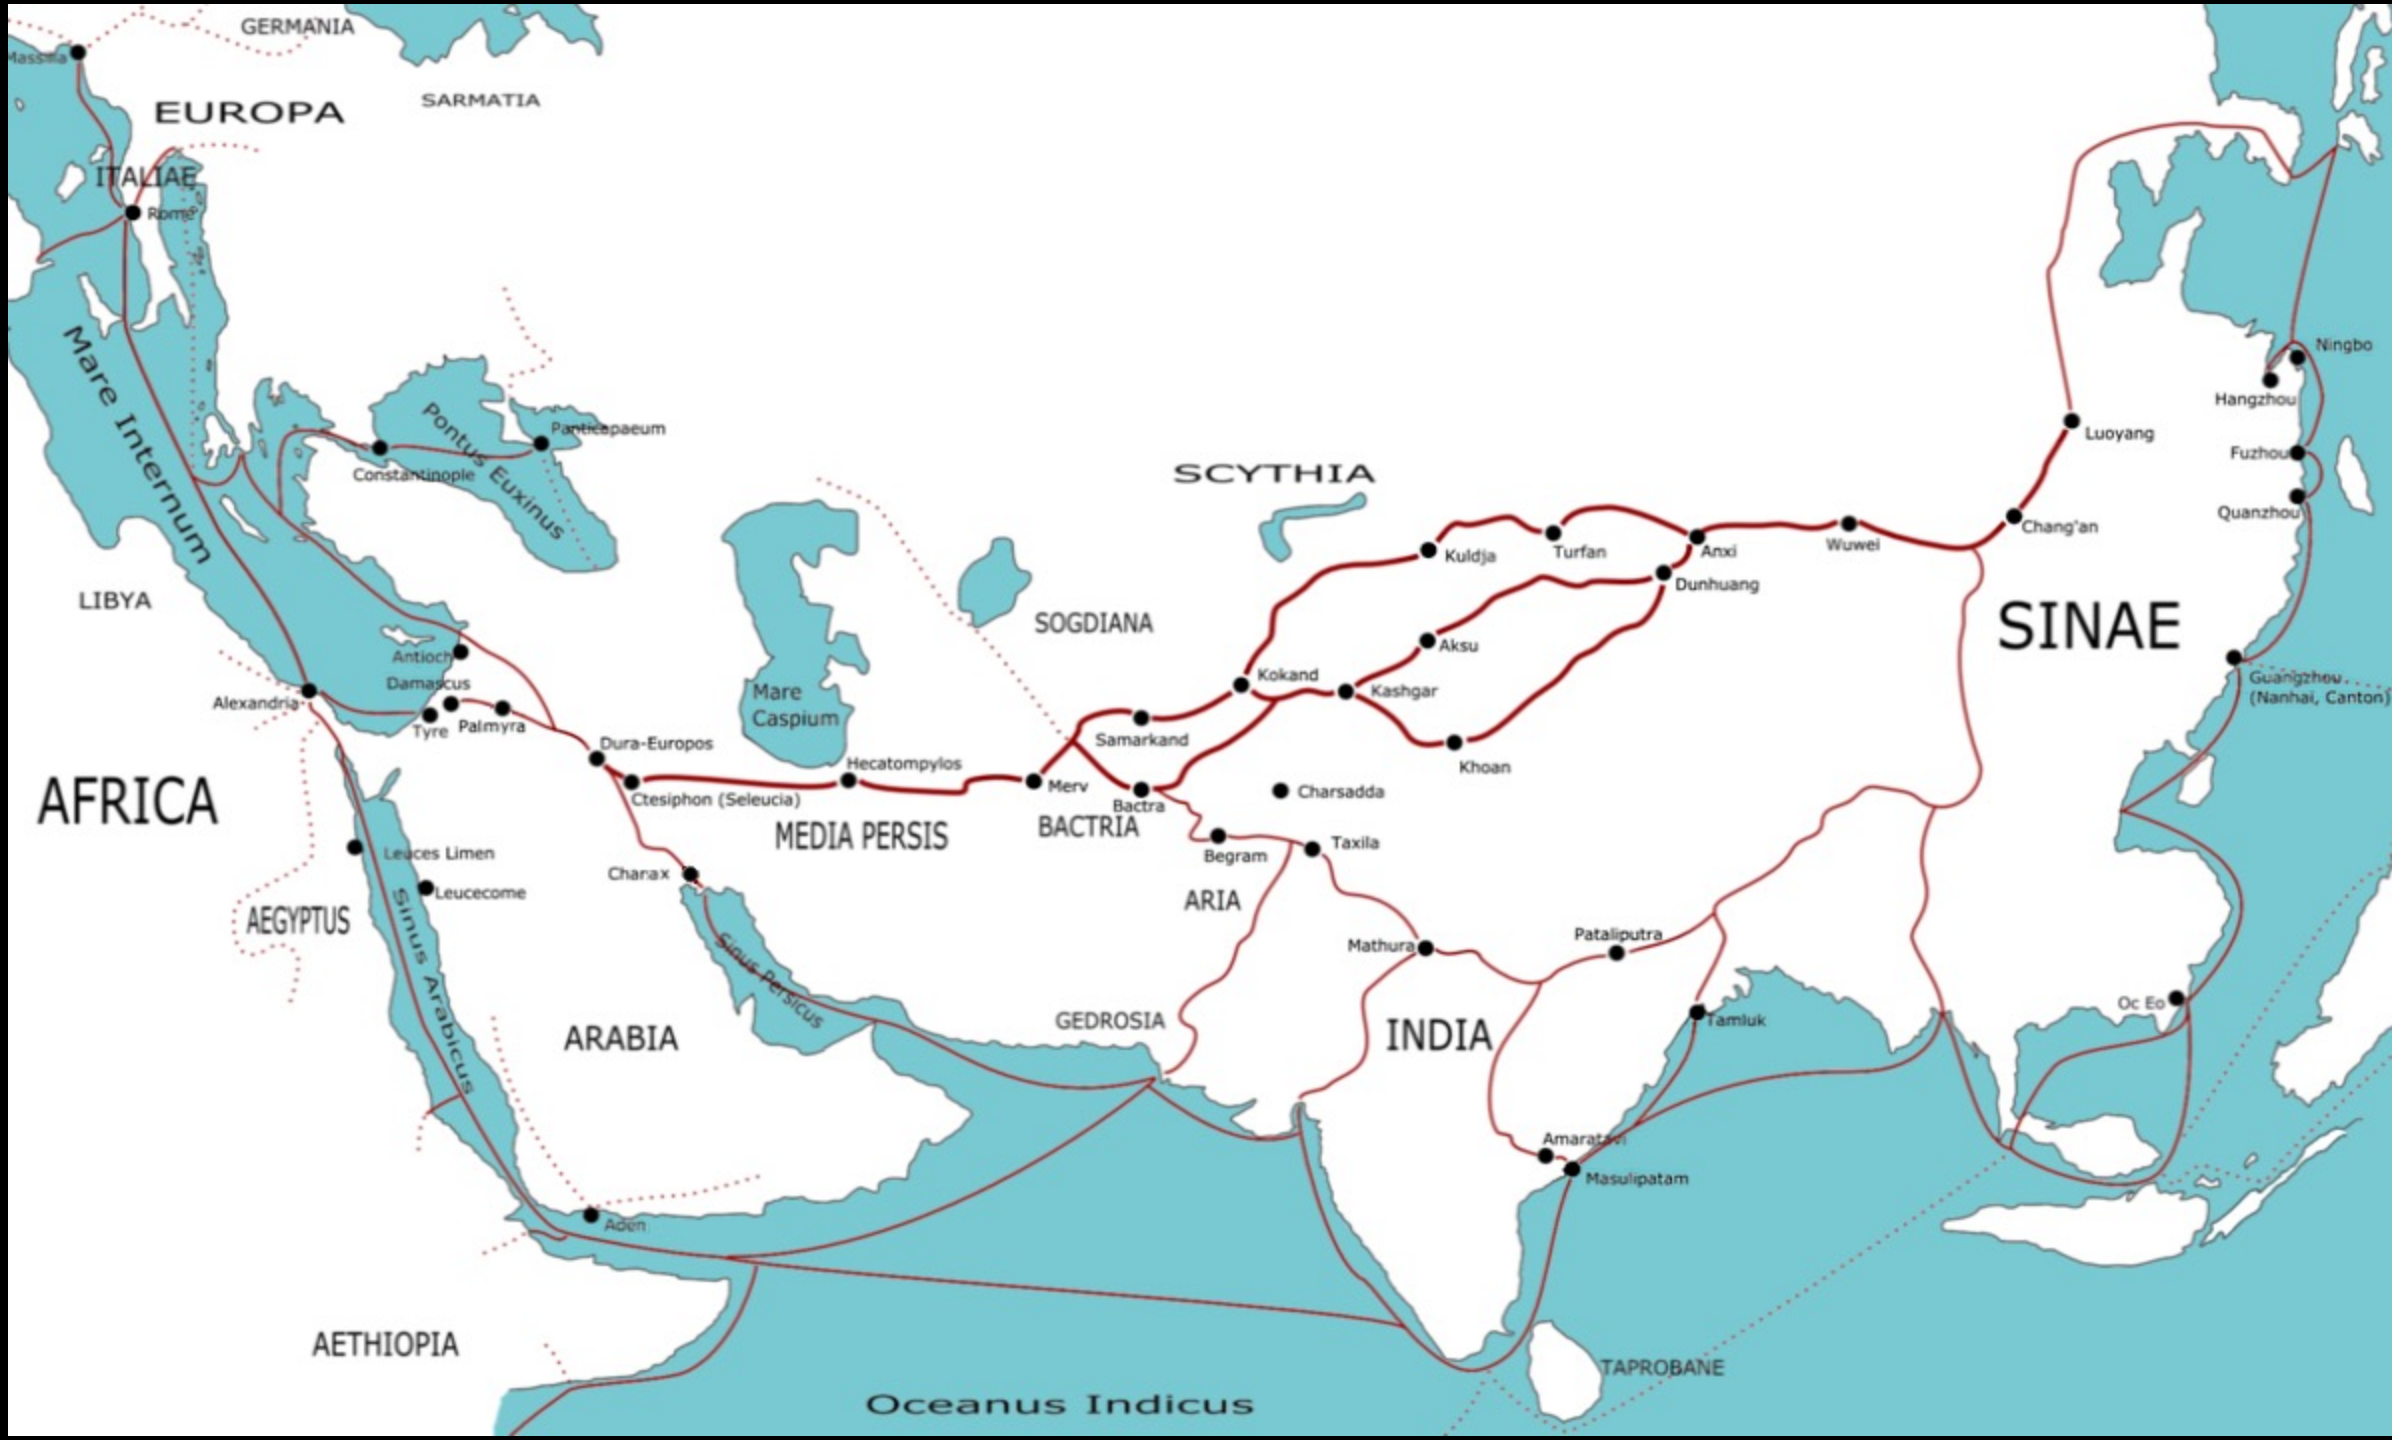 GERMANIA
Massilia
SARMATIA
EUROPA
ITALIAE
Rome
Mare Internum
Pontus Euxinus
Panticapaeum
Constantinople
LIBYA
Antioch
Damascus
Alexandria
Tyre
Palmyra
Dura-Europos
Ctesiphon (Seleucia)
Mare
Caspium
Hecatompylos
Merv
MEDIA PERSIS
BACTRIA
Bactra
SOGDIANA
Samarkand
SCYTHIA
Kokand
Kashgar
Kuldja
Turfan
Aksu
Khoan
Anxi
Dunhuang
Wuwei
Chang'an
Luoyang
Ningbo
Hangzhou
Fuzhou
Quanzhou
SINAE
Guangzhou
(Nanhai, Canton)
AFRICA
AEGYPTUS
Leuces Limen
Leucecome
Sinus Arabicus
Charax
Sinus Persicus
ARABIA
Aden
AETHIOPIA
Charsadda
Begram
Taxila
ARIA
GEDROSIA
Mathura
INDIA
Pataliputra
Tamluk
Amaratavi
Masulipatam
Oc Eo
TAPROBANE
Oceanus Indicus